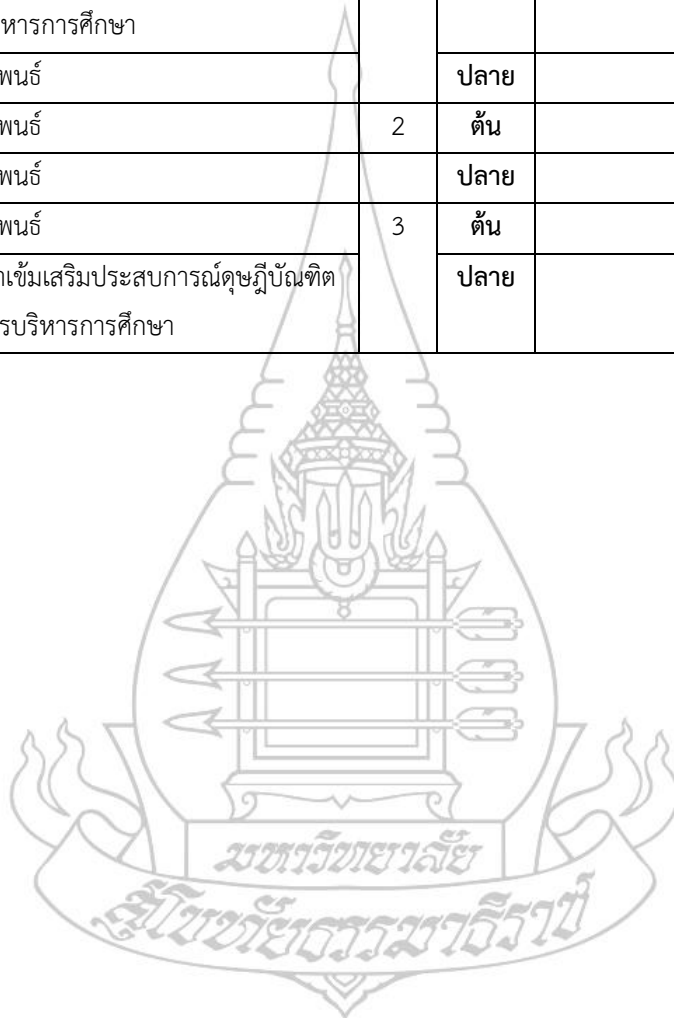 หารการศึกษา
พนธ์ ปลาย
พนธ์ 2 ต้น
พนธ์ ปลาย
พนธ์ 3 ต้น
เข้มเสริมประสบการณ์ดุษฎีบัณฑิต ปลาย
รบริหารการศึกษา
มหาวิทยาลัย
สุโขทัยธรรมาธิราช